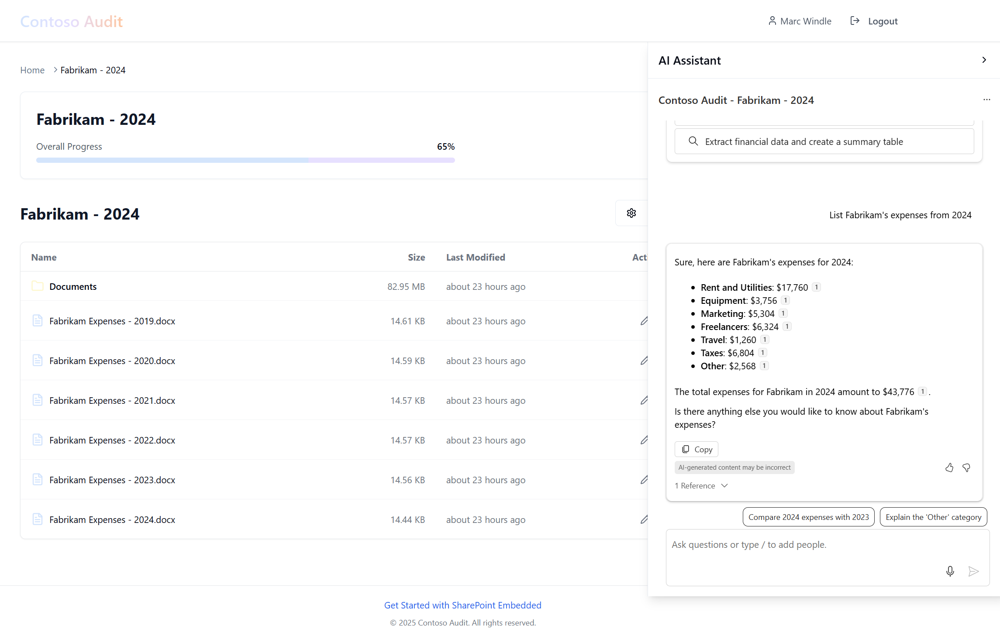 Contoso Audit
Marc Windle
Logout
Home > Fabrikam - 2024
Fabrikam - 2024
Overall Progress 65%
Fabrikam - 2024
Name Size Last Modified Acti
Documents 82.95 MB about 23 hours ago
Fabrikam Expenses - 2019.docx 14.61 KB about 23 hours ago
Fabrikam Expenses - 2020.docx 14.59 KB about 23 hours ago
Fabrikam Expenses - 2021.docx 14.57 KB about 23 hours ago
Fabrikam Expenses - 2022.docx 14.57 KB about 23 hours ago
Fabrikam Expenses - 2023.docx 14.56 KB about 23 hours ago
Fabrikam Expenses - 2024.docx 14.44 KB about 23 hours ago
AI Assistant
Contoso Audit - Fabrikam - 2024
Extract financial data and create a summary table
List Fabrikam's expenses from 2024
Sure, here are Fabrikam's expenses for 2024:
• Rent and Utilities: $17,760 1
• Equipment: $3,756 1
• Marketing: $5,304 1
• Freelancers: $6,324 1
• Travel: $1,260 1
• Taxes: $6,804 1
• Other: $2,568 1
The total expenses for Fabrikam in 2024 amount to $43,776 1 .
Is there anything else you would like to know about Fabrikam's
expenses?
Copy
AI-generated content may be incorrect
1 Reference
Compare 2024 expenses with 2023
Explain the 'Other' category
Ask questions or type / to add people.
Get Started with SharePoint Embedded
© 2025 Contoso Audit. All rights reserved.